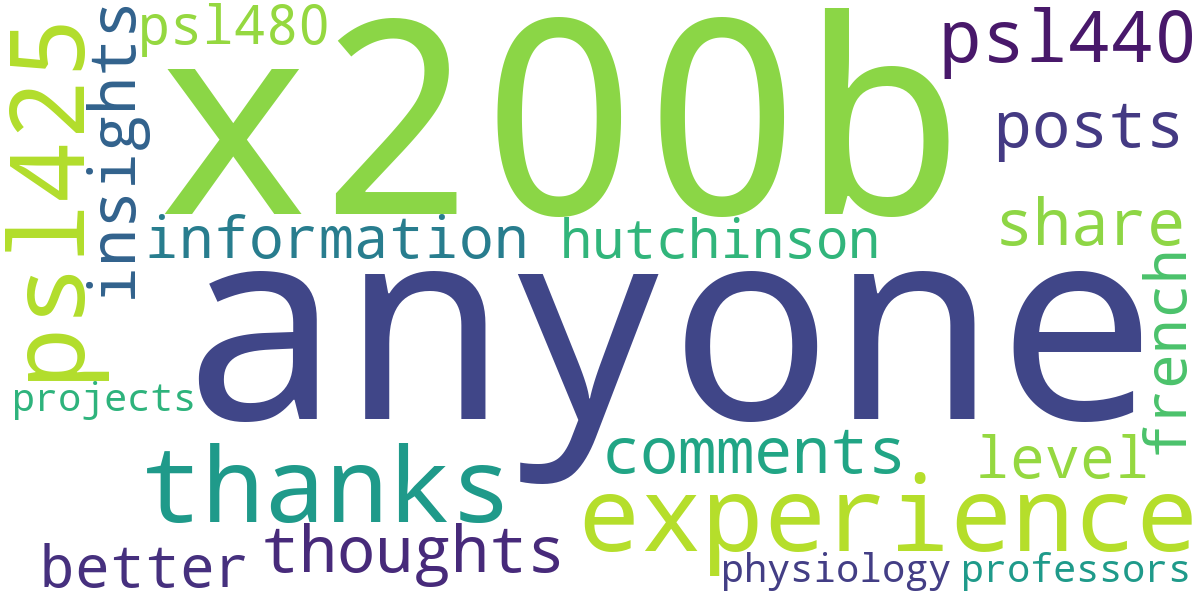 psl480
x200b
psl440
psl425
insights
posts
information
hutchinson
share
frenche
anyone
projects
thanks
comments
level
experience
thoughts
better
physiology
professors